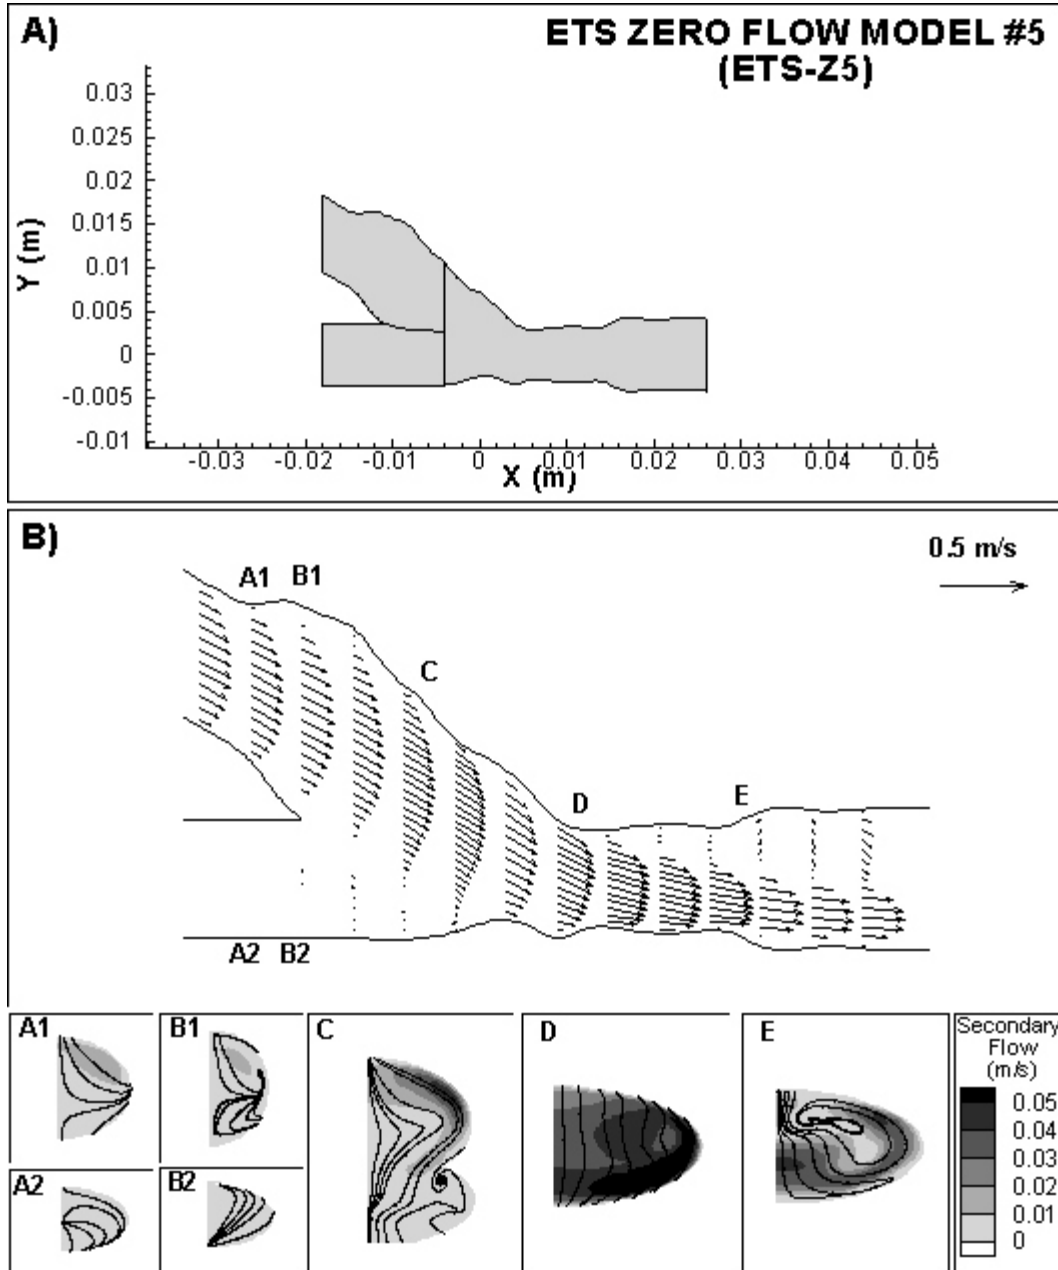 A)
ETS ZERO FLOW MODEL #5
(ETS-Z5)
0.03
0.025
0.02
0.015
0.01
0.005
0
-0.005
-0.01
Y (m)
-0.03 -0.02 -0.01 0 0.01 0.02 0.03 0.04 0.05
X (m)
B)
0.5 m/s
A1 B1
C
D
E
A2 B2
A1
B1
C
D
E
A2
B2
Secondary
Flow
(m/s)
0.05
0.04
0.03
0.02
0.01
0